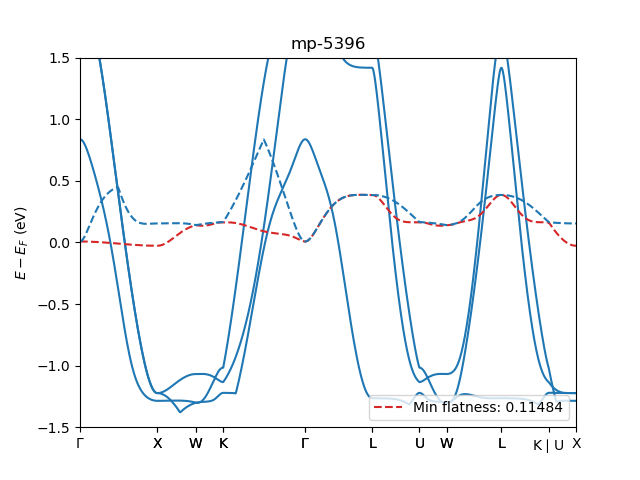 mp-5396
1.5
1.0
0.5
0.0
−0.5
−1.0
−1.5
E − E_F (eV)
Min flatness: 0.11484
Γ X W K Γ L U W L K | U X